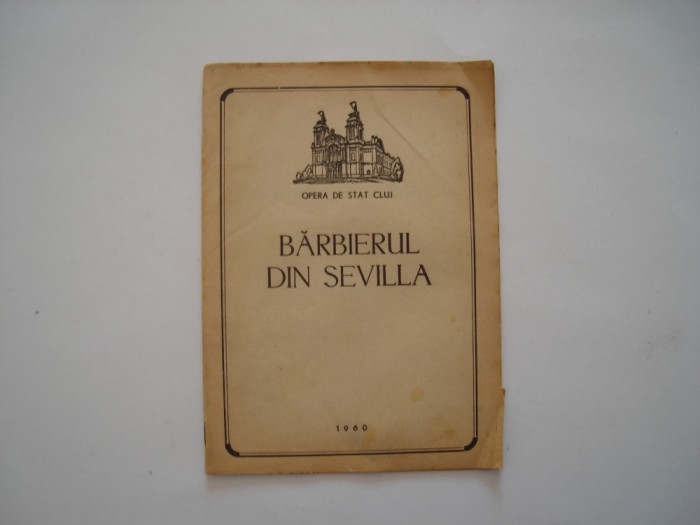 OPERA DE STAT CLUJ
BĂRBIERUL
DIN SEVILLA
1960